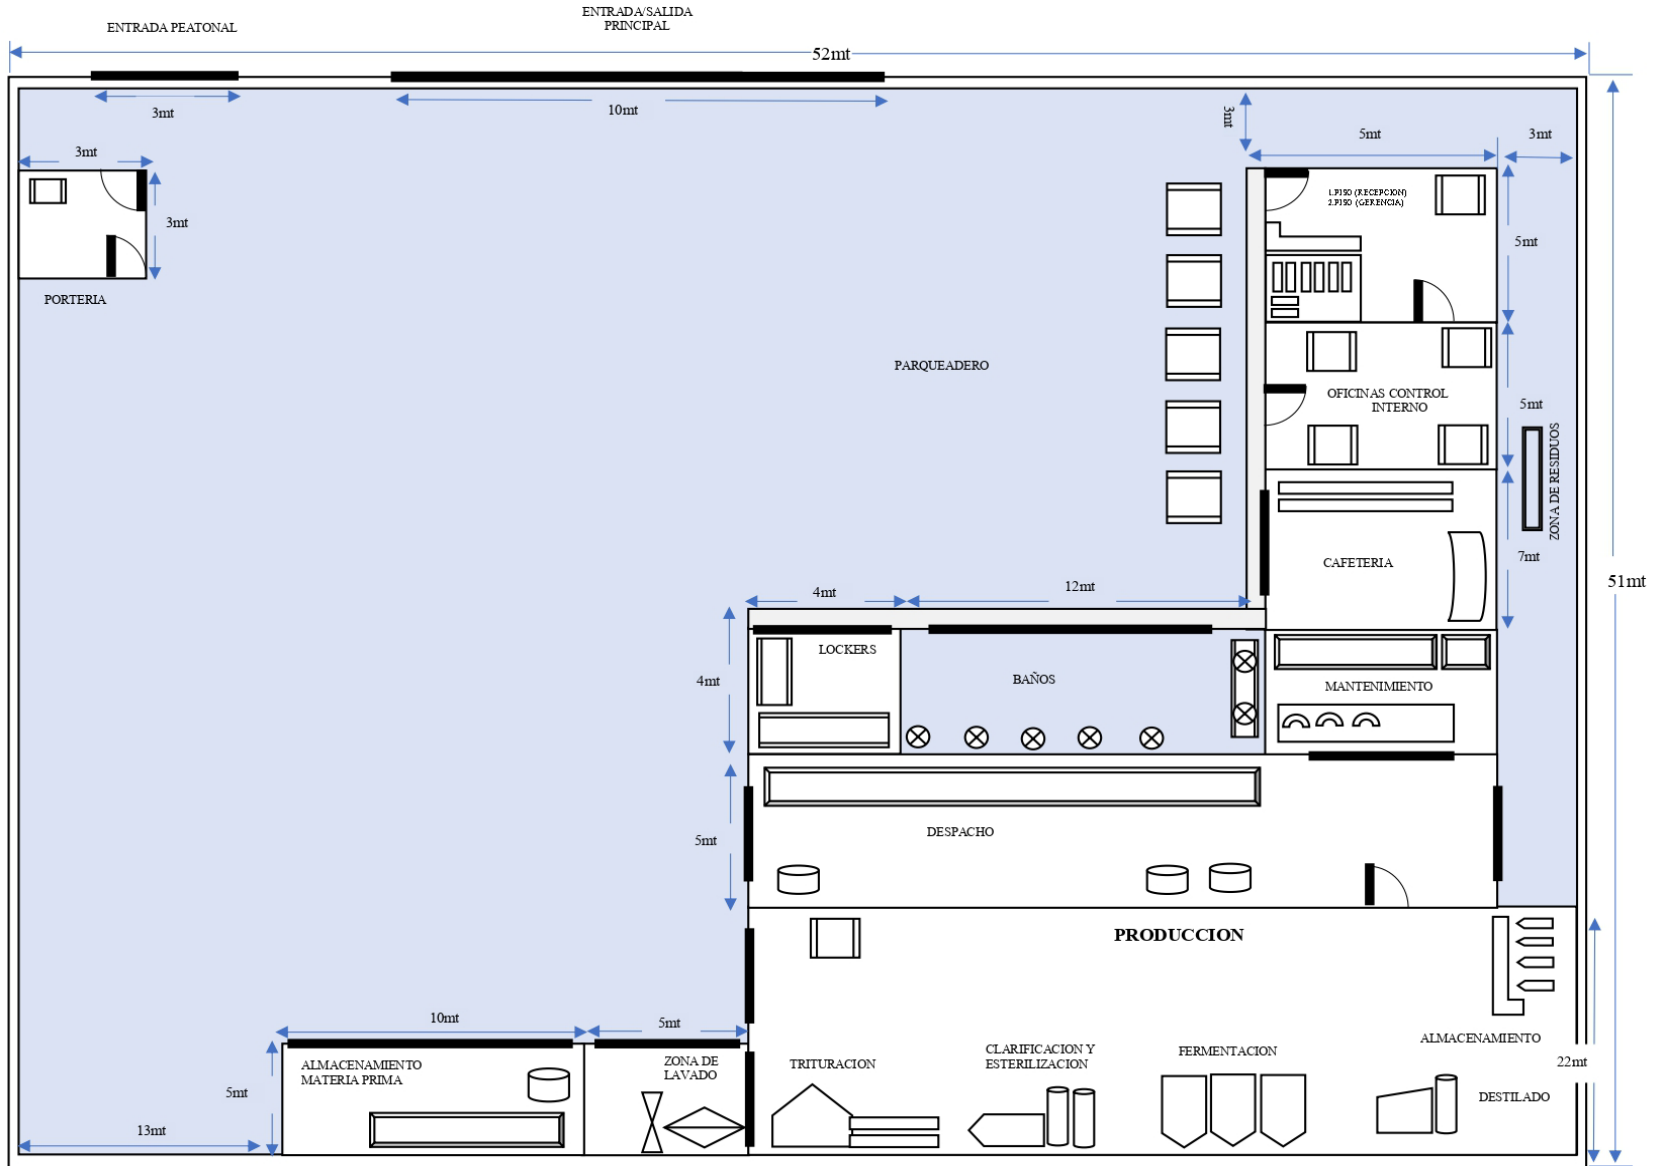 ENTRADA PEATONAL
ENTRADA/SALIDA
PRINCIPAL
52mt
3mt
10mt
3mt
5mt
3mt
3mt
3mt
1.PISO (RECEPCION)
2.PISO (GERENCIA)
5mt
PORTERIA
PARQUEADERO
OFICINAS CONTROL
INTERNO
5mt
ZONA DE RESIDUOS
CAFETERIA
7mt
51mt
4mt
12mt
LOCKERS
4mt
BAÑOS
MANTENIMIENTO
DESPACHO
5mt
PRODUCCION
10mt
5mt
ALMACENAMIENTO
MATERIA PRIMA
ZONA DE
LAVADO
TRITURACION
CLARIFICACION Y
ESTERILIZACION
FERMENTACION
ALMACENAMIENTO
22mt
5mt
DESTILADO
13mt